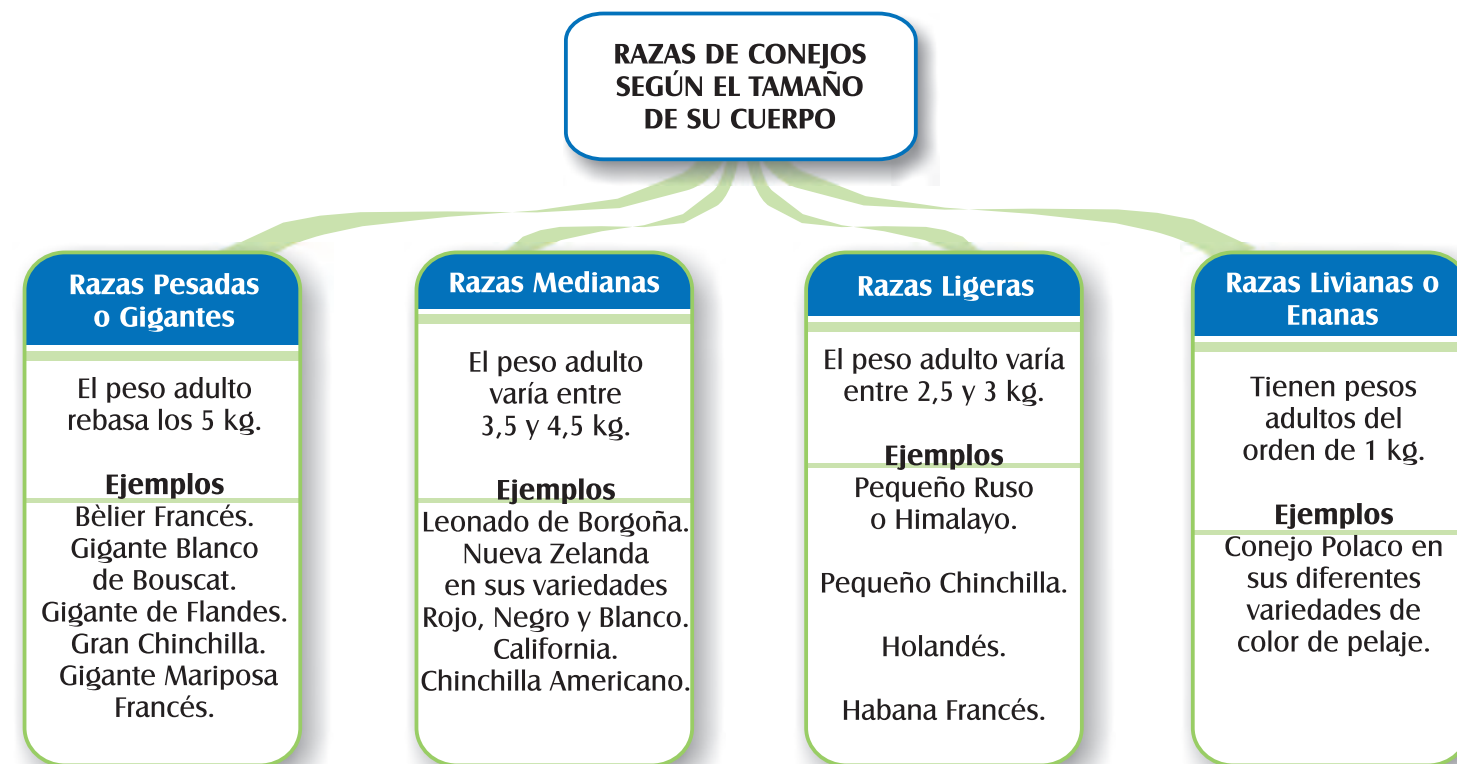 RAZAS DE CONEJOS
SEGÚN EL TAMAÑO
DE SU CUERPO
Razas Pesadas
o Gigantes
El peso adulto
rebasa los 5 kg.
Ejemplos
Bèlier Francés.
Gigante Blanco
de Bouscat.
Gigante de Flandes.
Gran Chinchilla.
Gigante Mariposa
Francés.
Razas Medianas
El peso adulto
varía entre
3,5 y 4,5 kg.
Ejemplos
Leonado de Borgoña.
Nueva Zelanda
en sus variedades
Rojo, Negro y Blanco.
California.
Chinchilla Americano.
Razas Ligeras
El peso adulto varía
entre 2,5 y 3 kg.
Ejemplos
Pequeño Ruso
o Himalayo.
Pequeño Chinchilla.
Holandés.
Habana Francés.
Razas Livianas o
Enanas
Tienen pesos
adultos del
orden de 1 kg.
Ejemplos
Conejo Polaco en
sus diferentes
variedades de
color de pelaje.